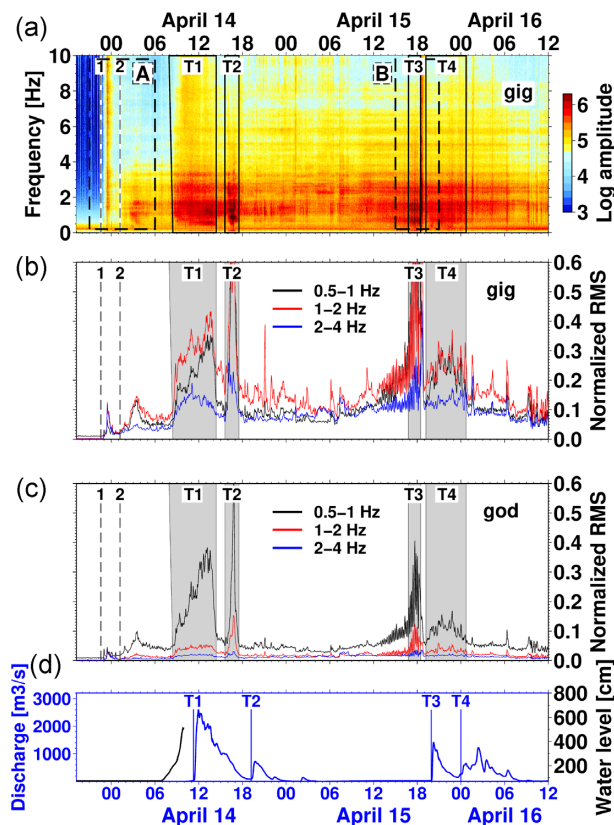 (a)
April 14 April 15 April 16
00 06 12 18 00 06 12 18 00 06 12
10
8
6
4
2
0
Frequency [Hz]
1 2 A T1 T2 B T3 T4
gig
6
5
4
3
Log amplitude
(b)
1 2 T1 T2 T3 T4
0.5–1 Hz
1–2 Hz
2–4 Hz
gig
0.6
0.5
0.4
0.3
0.2
0.1
0.0
Normalized RMS
(c)
1 2 T1 T2 T3 T4
0.5–1 Hz
1–2 Hz
2–4 Hz
god
0.6
0.5
0.4
0.3
0.2
0.1
0.0
Normalized RMS
(d)
Discharge [m3/s]
3000
2000
1000
T1 T2 T3 T4
800
600
400
200
Water level [cm]
00 06 12 18 00 06 12 18 00 06 12
April 14 April 15 April 16